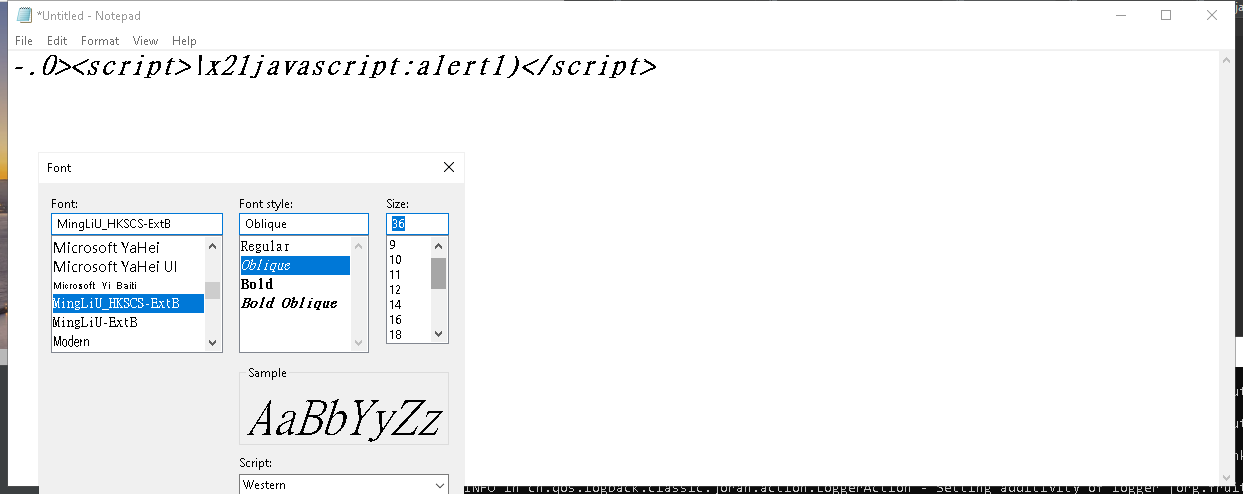 *Untitled - Notepad
File Edit Format View Help
-.0><script>\x21javascript:alert1)</script>
Font
Font: Font style: Size:
MingLiU_HKSCS-ExtB Oblique 36
Microsoft YaHei Regular 9
Microsoft YaHei UI Oblique 10
Microsoft Yi Baiti Bold 11
MingLiU_HKSCS-ExtB Bold Oblique 12
MingLiU-ExtB 14
Modern 16
18
Sample
AaBbYyZz
Script:
Western
INFO in ch.qos.logback.classic.joran.action.LoggerAction - Setting additivity of logger